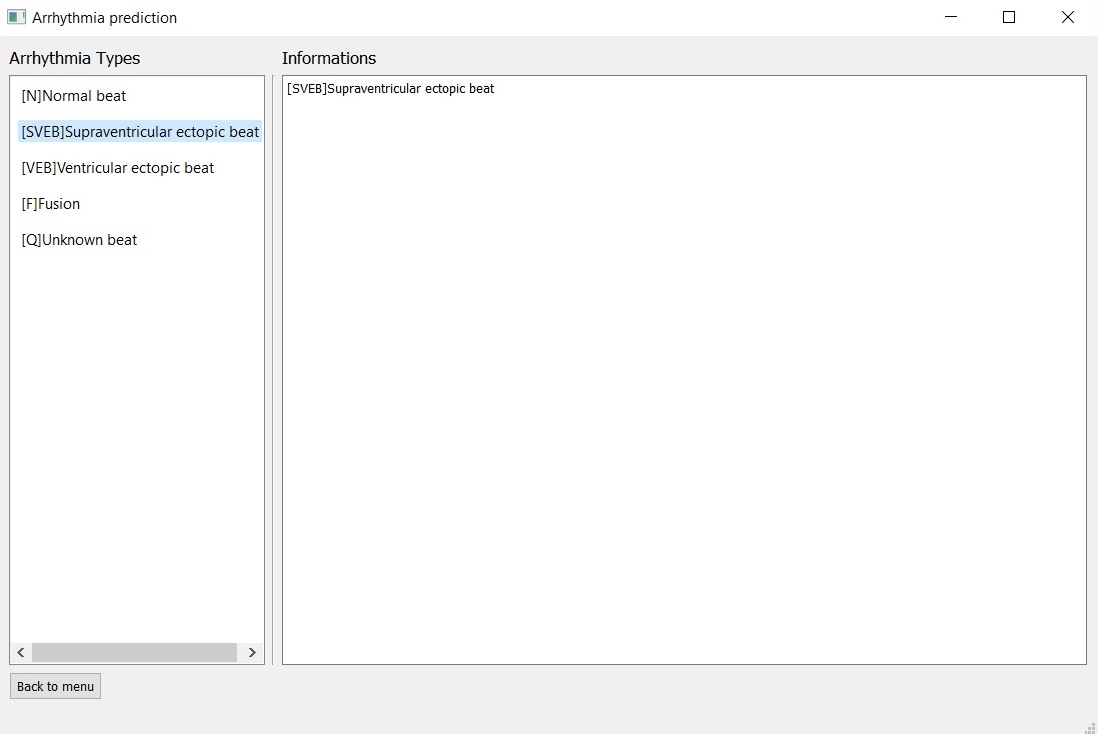 Arrhythmia prediction
Arrhythmia Types
[N]Normal beat
[SVEB]Supraventricular ectopic beat
[VEB]Ventricular ectopic beat
[F]Fusion
[Q]Unknown beat
Informations
[SVEB]Supraventricular ectopic beat
Back to menu